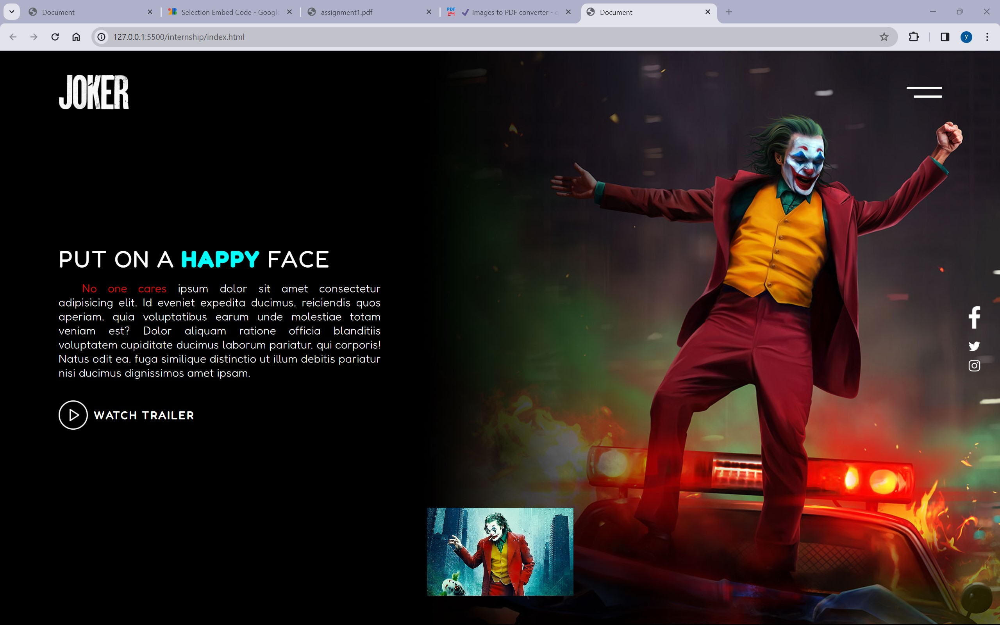 Document
Selection Embed Code - Google
assignment1.pdf
Images to PDF converter -
Document
127.0.0.1:5500/internship/index.html
y
JOKER
PUT ON A HAPPY FACE
No one cares ipsum dolor sit amet consectetur
adipisicing elit. Id eveniet expedita ducimus, reiciendis quos
aperiam, quia voluptatibus earum unde molestiae totam
veniam est? Dolor aliquam ratione officia blanditiis
voluptatem cupiditate ducimus laborum pariatur, qui corporis!
Natus odit ea, fuga similique distinctio ut illum debitis pariatur
nisi ducimus dignissimos amet ipsam.
WATCH TRAILER